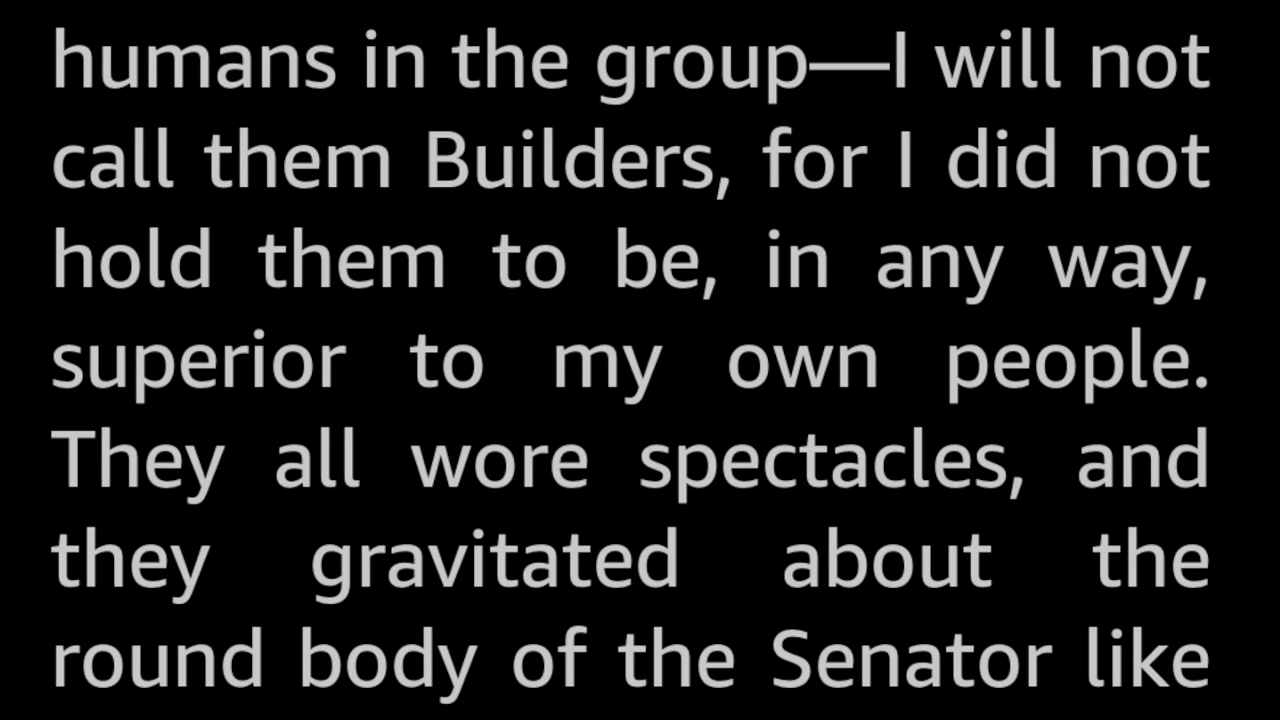 humans in the group—I will not
call them Builders, for I did not
hold them to be, in any way,
superior to my own people.
They all wore spectacles, and
they gravitated about the
round body of the Senator like